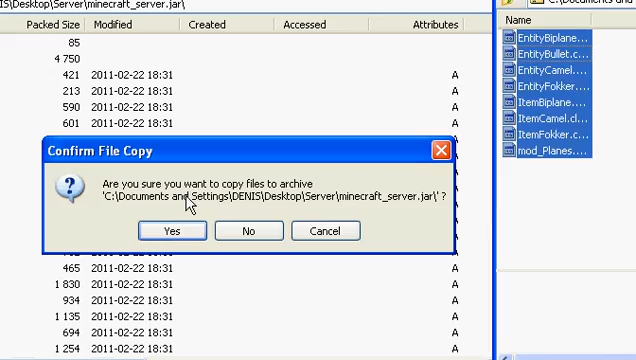 \Desktop\Server\minecraft_server.jar\
Packed Size Modified Created Accessed Attributes
85
4 750
421 2011-02-22 18:31 A
213 2011-02-22 18:31 A
590 2011-02-22 18:31 A
601 2011-02-22 18:31 A
Confirm File Copy
Are you sure you want to copy files to archive
'C:\Documents and Settings\DENIS\Desktop\Server\minecraft_server.jar\' ?
Yes No Cancel
465 2011-02-22 18:31 A
1 830 2011-02-22 18:31 A
934 2011-02-22 18:31 A
1 135 2011-02-22 18:31 A
694 2011-02-22 18:31 A
1 254 2011-02-22 18:31 A
Name
EntityBiplane...
EntityBullet.c...
EntityCamel....
EntityFokker....
ItemBiplane....
ItemCamel.cl...
ItemFokker.c...
mod_Planes....